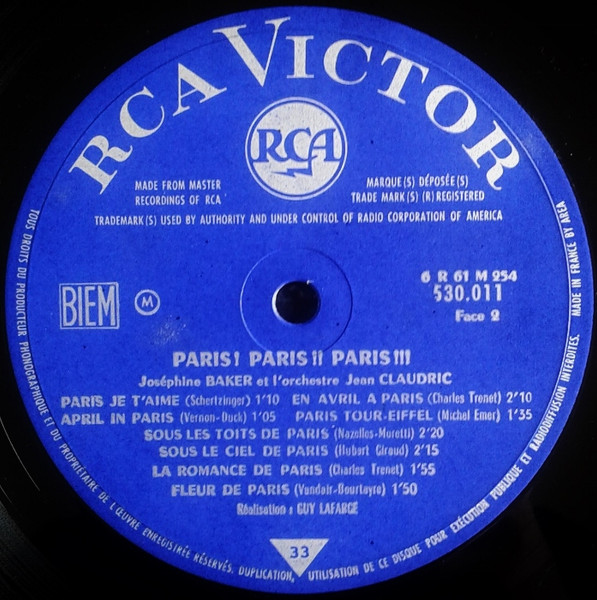 RCA VICTOR
RCA
MADE FROM MASTER
RECORDINGS OF RCA
MARQUE(S) DÉPOSÉE(S)
TRADE MARK(S) (R) REGISTERED
TRADEMARK(S) USED BY AUTHORITY AND UNDER CONTROL OF RADIO CORPORATION OF AMERICA
BIEM
M
6 R 61 M 254
530.011
Face 2
PARIS! PARIS!! PARIS!!!
Joséphine BAKER et l'orchestre Jean CLAUDRIC
PARIS JE T'AIME (Schertzinger) 1'10 EN AVRIL A PARIS (Charles Trenet) 2'10
APRIL IN PARIS (Vernon-Duck) 1'05 PARIS TOUR-EIFFEL (Michel Emer) 1'35
SOUS LES TOITS DE PARIS (Nazelles-Moretti) 2'20
SOUS LE CIEL DE PARIS (Hubert Giraud) 2'15
LA ROMANCE DE PARIS (Charles Trenet) 1'55
FLEUR DE PARIS (Vandair-Bourtayre) 1'50
Réalisation : GUY LAFARGE
33
TOUS DROITS DU PRODUCTEUR PHONOGRAPHIQUE ET DU PROPRIÉTAIRE DE L'ŒUVRE ENREGISTRÉE RÉSERVÉS. DUPLICATION, UTILISATION DE CE DISQUE POUR EXÉCUTION PUBLIQUE ET RADIODIFFUSION INTERDITES. MADE IN FRANCE BY AREA